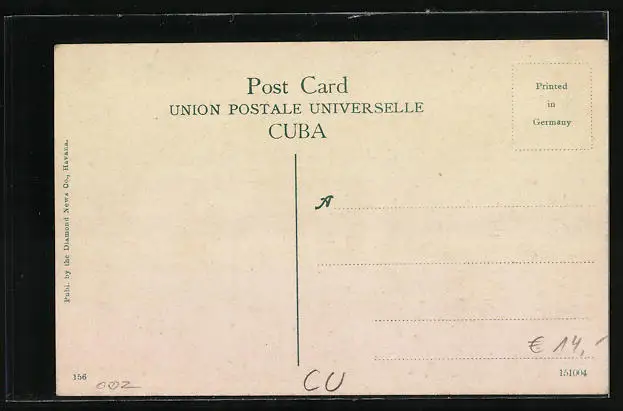 Post Card
UNION POSTALE UNIVERSELLE
CUBA
Printed
in
Germany
Publ. by the Diamond News Co., Havana.
A
€ 14,-
156
002
CU
151004